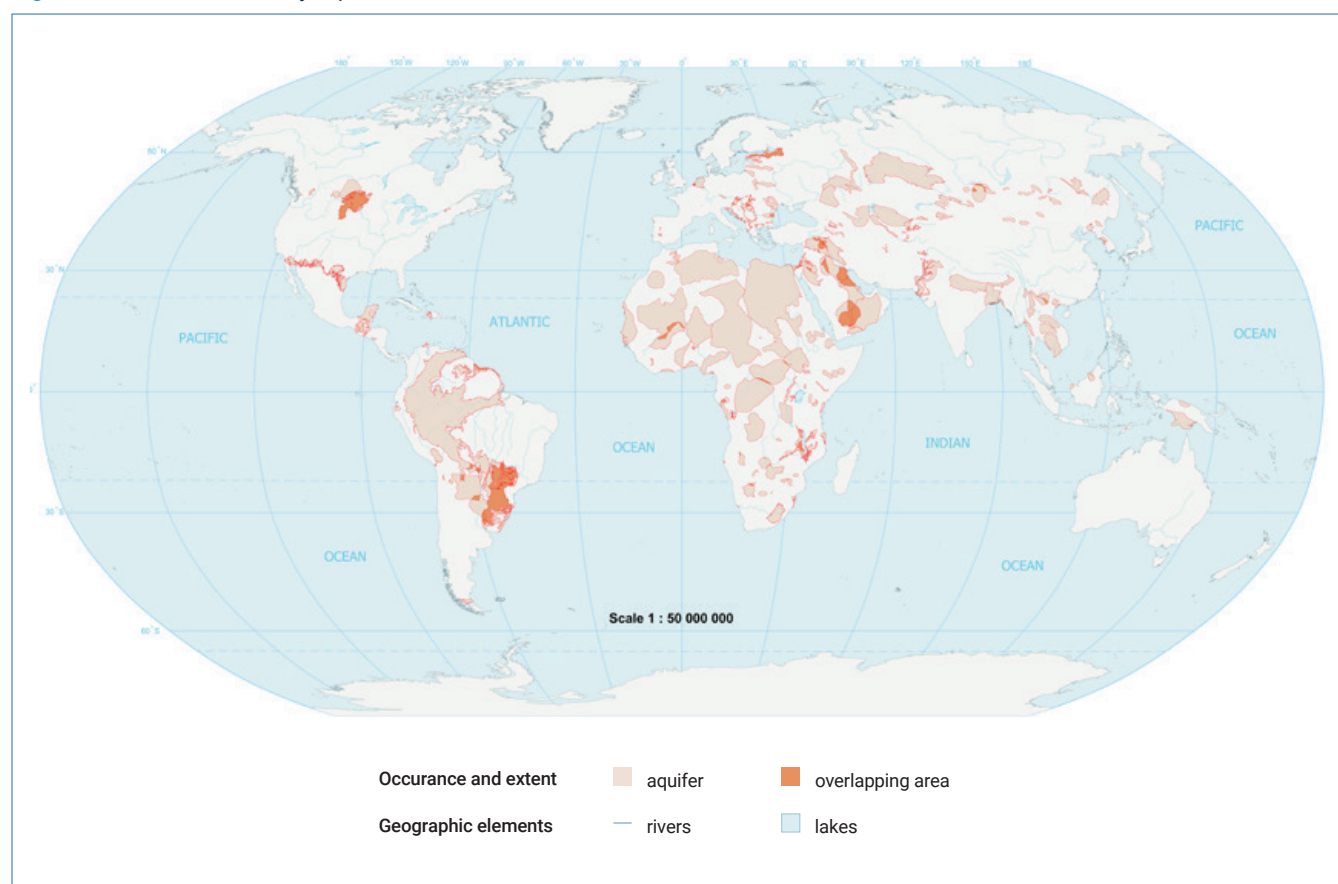 180° 150°W 120°W 90°W 60°W 30°W 0° 30°E 60°E 90°E 120°E 150°E 180°
60°N
PACIFIC
30°N
ATLANTIC
PACIFIC
OCEAN
0°
OCEAN
INDIAN
30°S
OCEAN
OCEAN
Scale 1 : 50 000 000
60°S
Occurance and extent aquifer overlapping area
Geographic elements rivers lakes